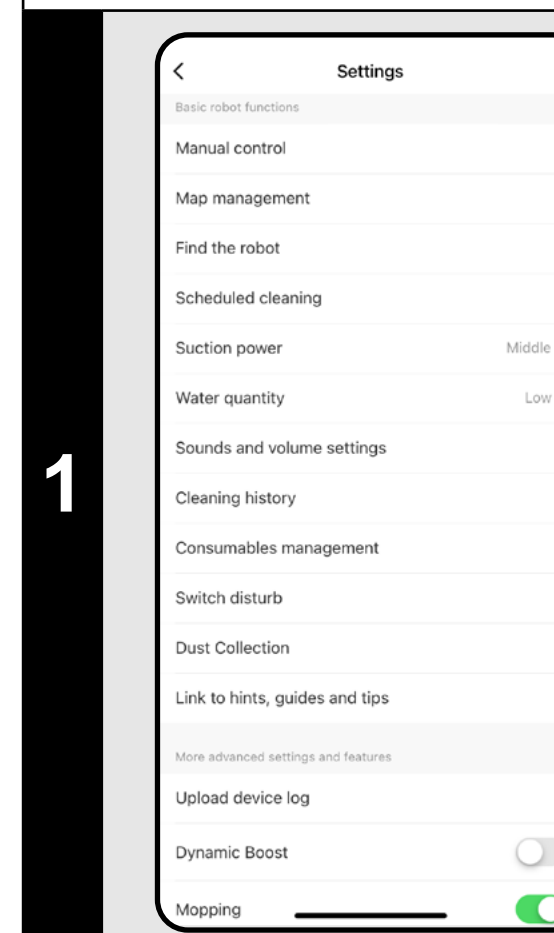 1
Settings
Basic robot functions
Manual control
Map management
Find the robot
Scheduled cleaning
Suction power Middle
Water quantity Low
Sounds and volume settings
Cleaning history
Consumables management
Switch disturb
Dust Collection
Link to hints, guides and tips
More advanced settings and features
Upload device log
Dynamic Boost
Mopping